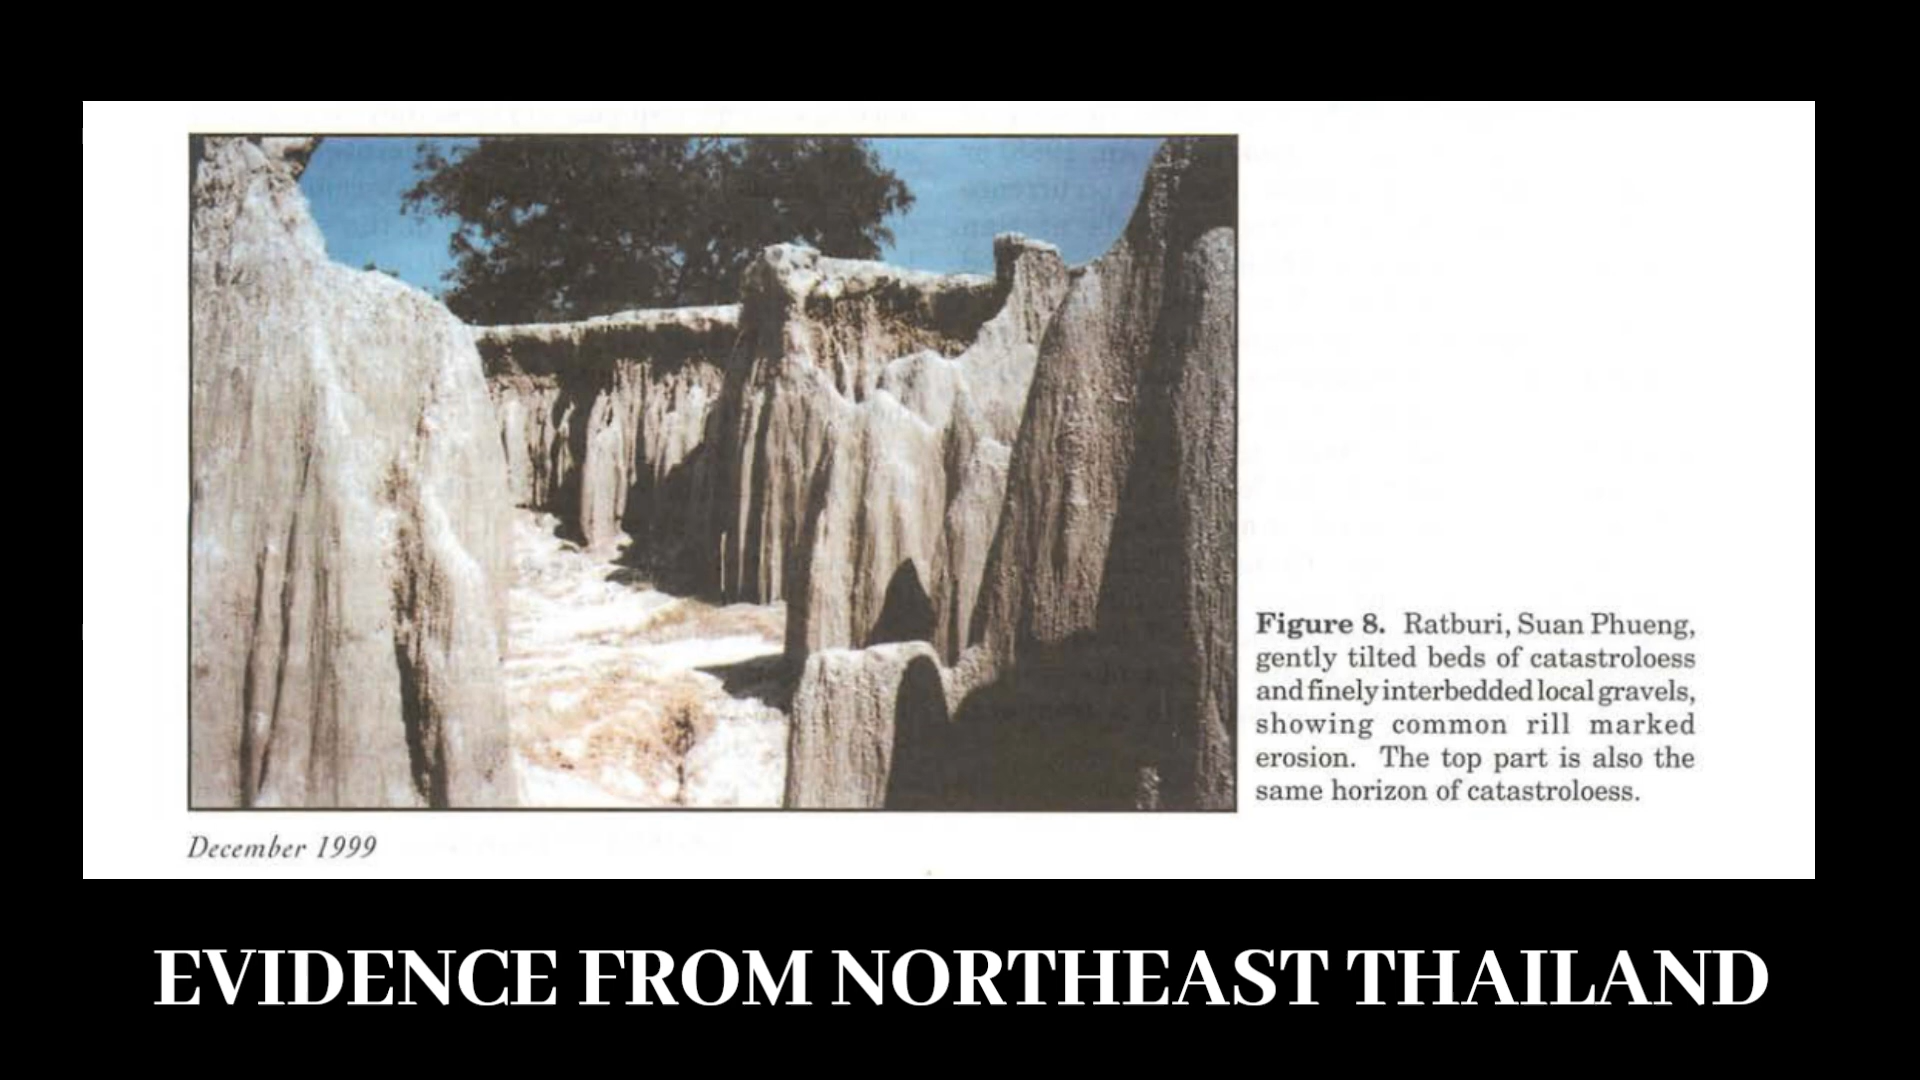 Figure 8. Ratburi, Suan Phueng,
gently tilted beds of catastroloess
and finely interbedded local gravels,
showing common rill marked
erosion. The top part is also the
same horizon of catastroloess.
December 1999
EVIDENCE FROM NORTHEAST THAILAND